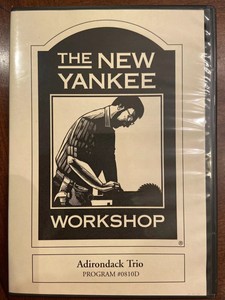 THE NEW
YANKEE
WORKSHOP
®
Adirondack Trio
PROGRAM #0810D